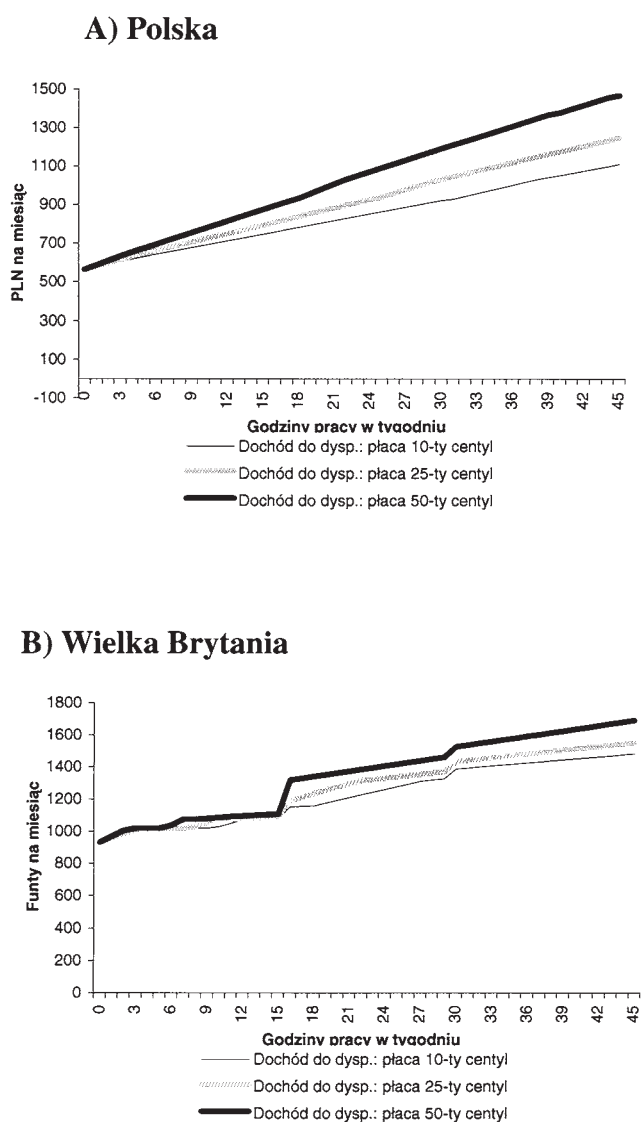 A) Polska
PLN na miesiąc
1500
1300
1100
900
700
500
300
100
-100
0 3 6 9 12 15 18 21 24 27 30 33 36 39 42 45
Godziny pracy w tygodniu
Dochód do dysp.: płaca 10-ty centyl
Dochód do dysp.: płaca 25-ty centyl
Dochód do dysp.: płaca 50-ty centyl
B) Wielka Brytania
Funty na miesiąc
1800
1600
1400
1200
1000
800
600
400
200
0
0 3 6 9 12 15 18 21 24 27 30 33 36 39 42 45
Godziny pracy w tygodniu
Dochód do dysp.: płaca 10-ty centyl
Dochód do dysp.: płaca 25-ty centyl
Dochód do dysp.: płaca 50-ty centyl